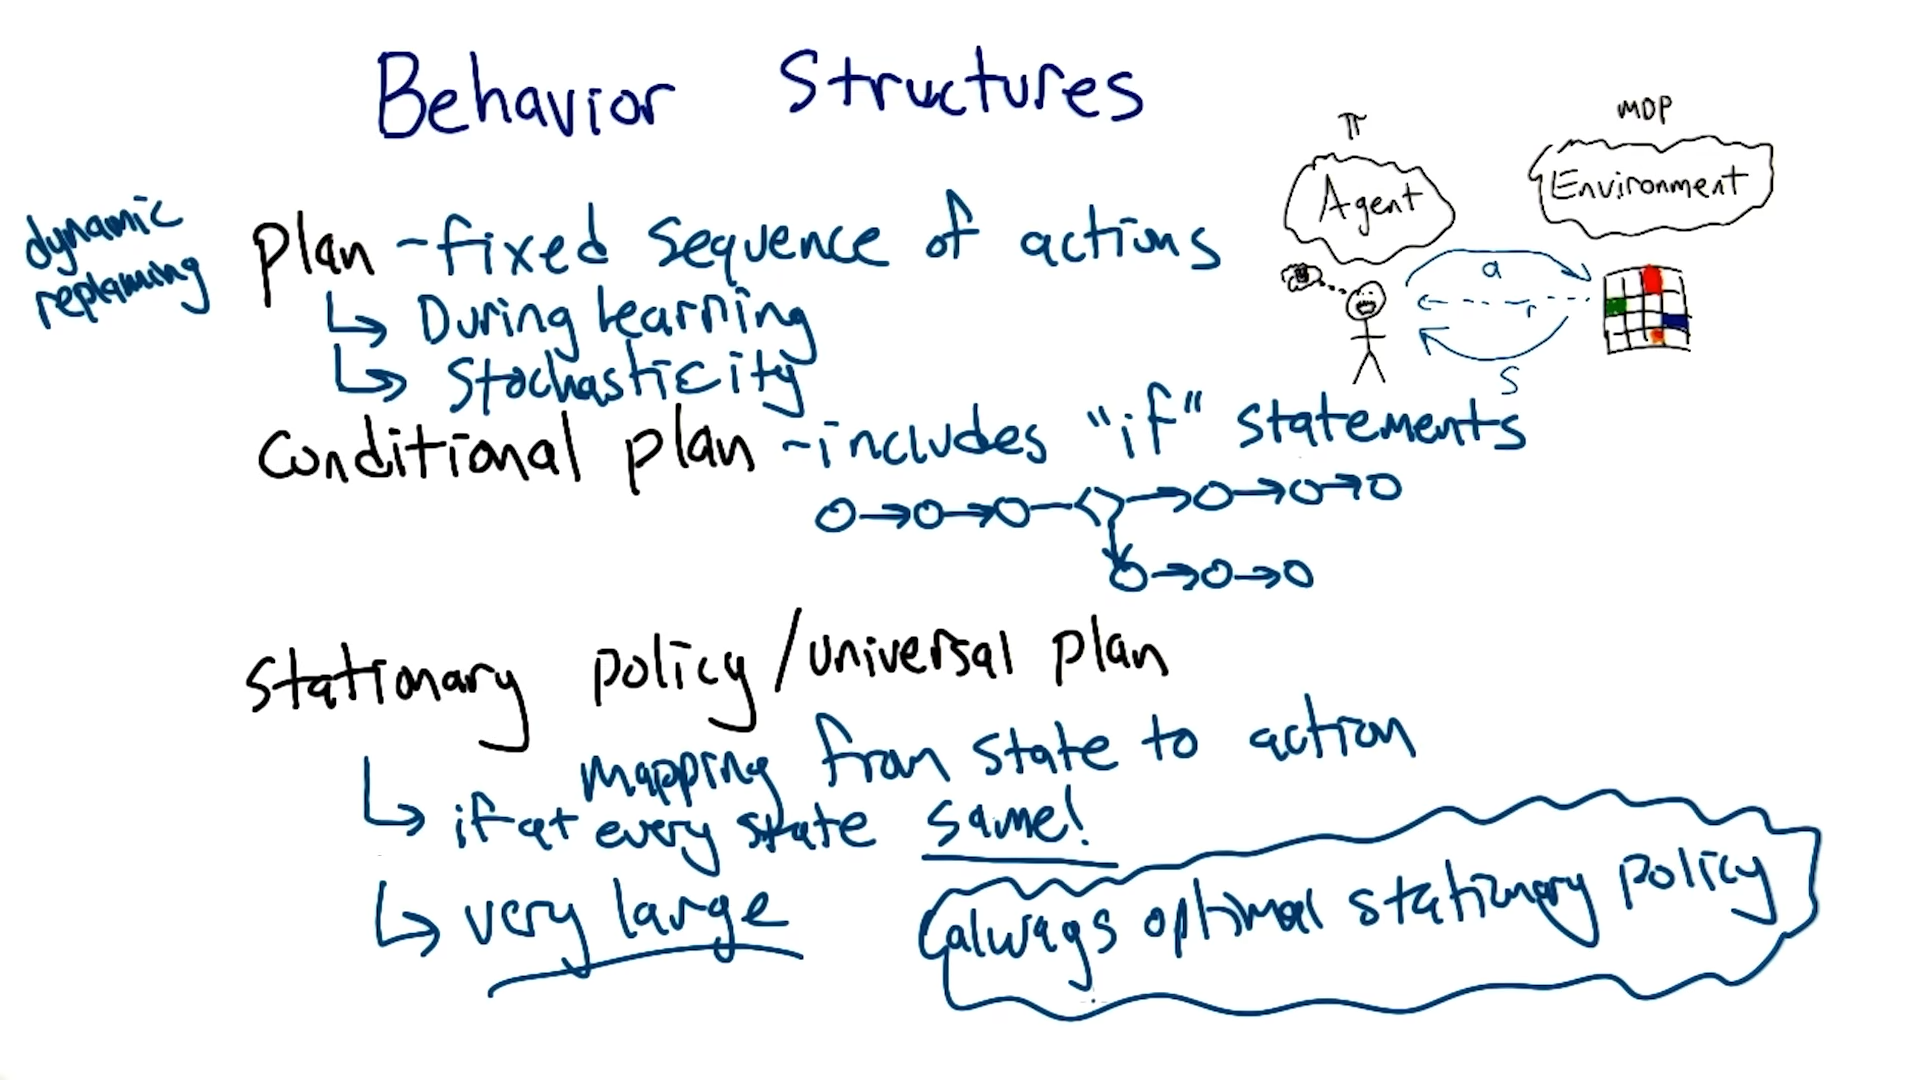 Behavior Structures
π
MDP
Agent
Environment
dynamic
replanning
Plan - fixed sequence of actions
a
r
s
↳ During learning
↳ Stochasticity
Conditional plan - includes "if" statements
Stationary policy/universal plan
mapping from state to action
↳ if at every state same!
↳ very large
always optimal stationary policy